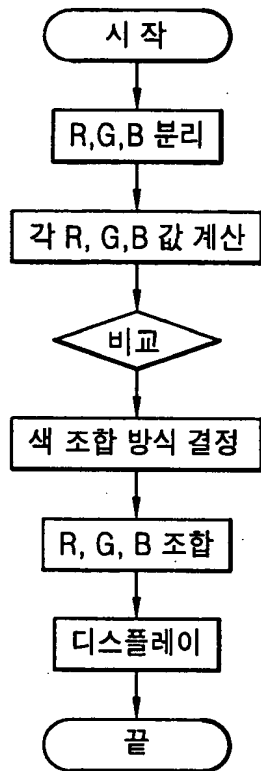 시 작
R,G,B 분리
각 R, G,B 값 계산
비교
색 조합 방식 결정
R, G, B 조합
디스플레이
끝